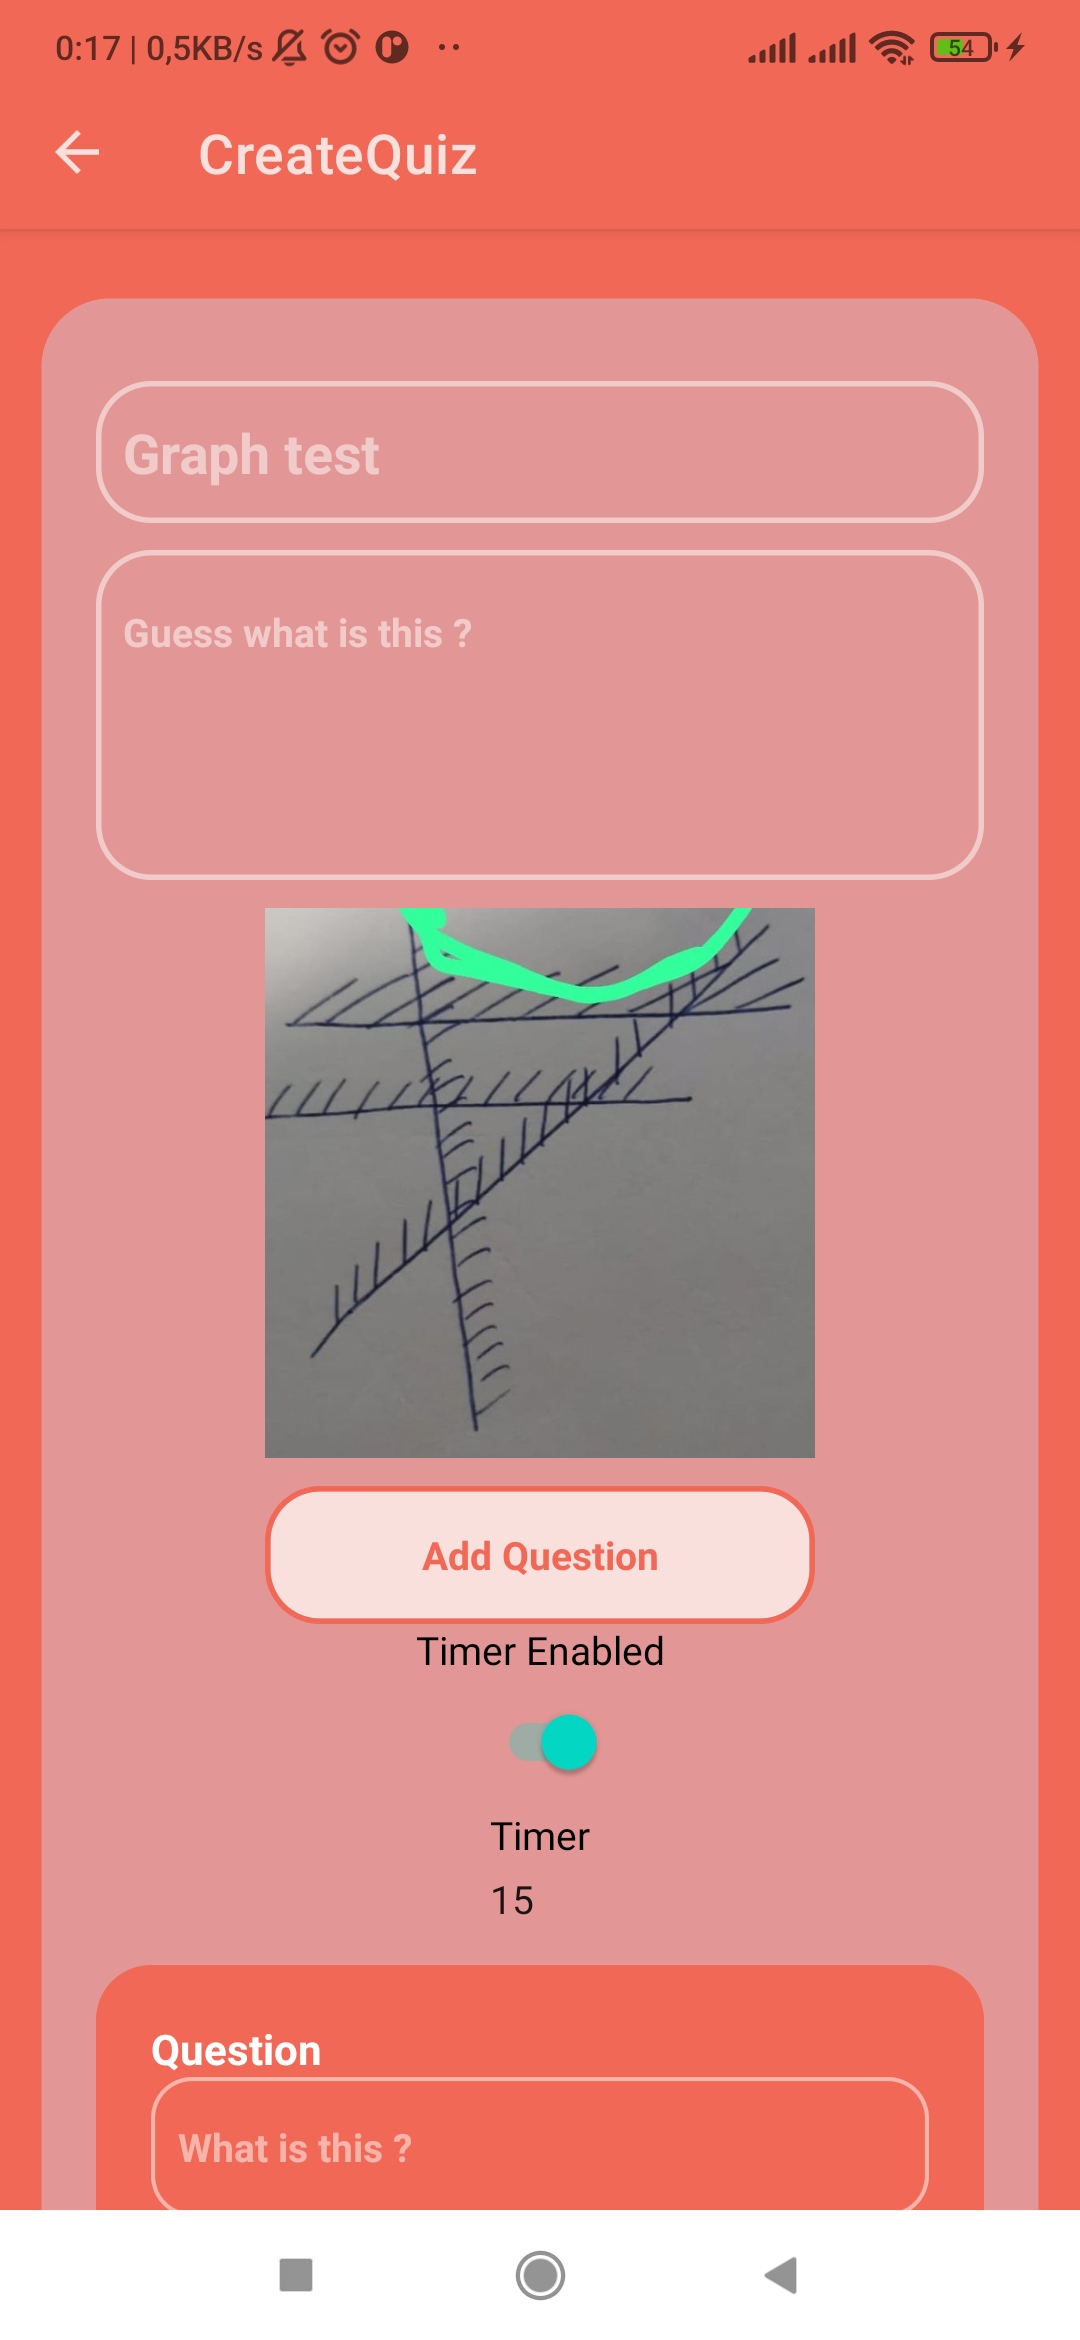 0:17 | 0,5KB/s
54
CreateQuiz
Graph test
Guess what is this ?
Add Question
Timer Enabled
Timer
15
Question
What is this ?